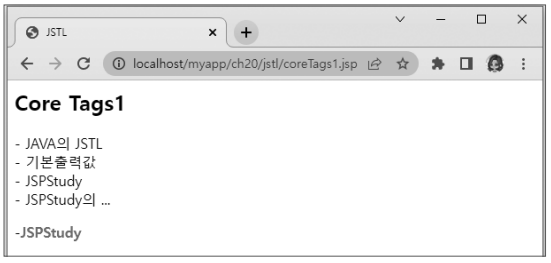 JSTL
localhost/myapp/ch20/jstl/coreTags1.jsp
Core Tags1
- JAVA의 JSTL
- 기본출력값
- JSPStudy
- JSPStudy의 ...
-JSPStudy